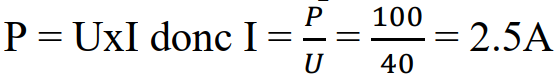 P = UxI donc I = P/U = 100/40 = 2.5A